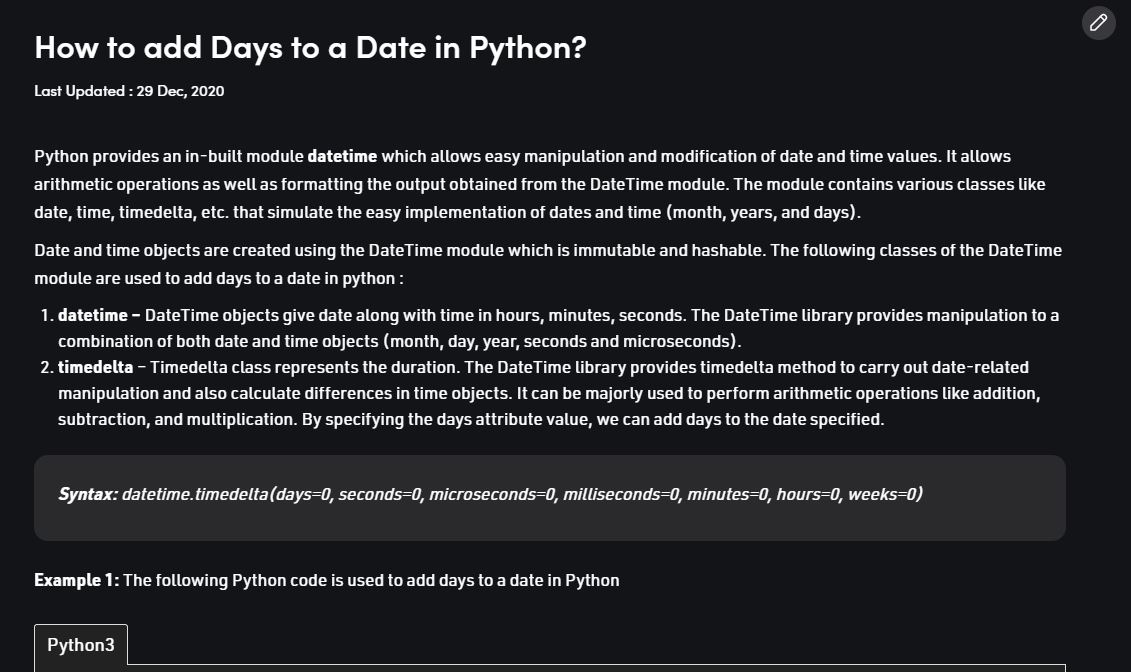 How to add Days to a Date in Python?
Last Updated : 29 Dec, 2020
Python provides an in-built module datetime which allows easy manipulation and modification of date and time values. It allows
arithmetic operations as well as formatting the output obtained from the DateTime module. The module contains various classes like
date, time, timedelta, etc. that simulate the easy implementation of dates and time (month, years, and days).
Date and time objects are created using the DateTime module which is immutable and hashable. The following classes of the DateTime
module are used to add days to a date in python :
1. datetime – DateTime objects give date along with time in hours, minutes, seconds. The DateTime library provides manipulation to a
combination of both date and time objects (month, day, year, seconds and microseconds).
2. timedelta – Timedelta class represents the duration. The DateTime library provides timedelta method to carry out date-related
manipulation and also calculate differences in time objects. It can be majorly used to perform arithmetic operations like addition,
subtraction, and multiplication. By specifying the days attribute value, we can add days to the date specified.
Syntax: datetime.timedelta(days=0, seconds=0, microseconds=0, milliseconds=0, minutes=0, hours=0, weeks=0)
Example 1: The following Python code is used to add days to a date in Python
Python3